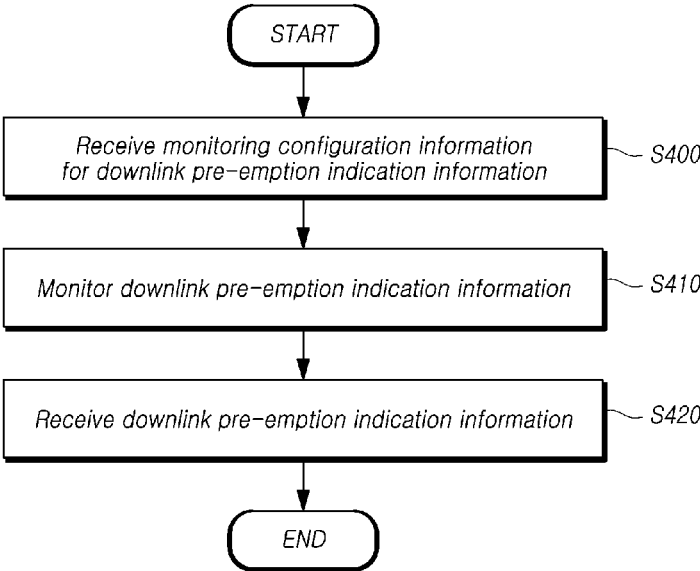 START
Receive monitoring configuration information
for downlink pre-emption indication information
S400
Monitor downlink pre-emption indication information
S410
Receive downlink pre-emption indication information
S420
END